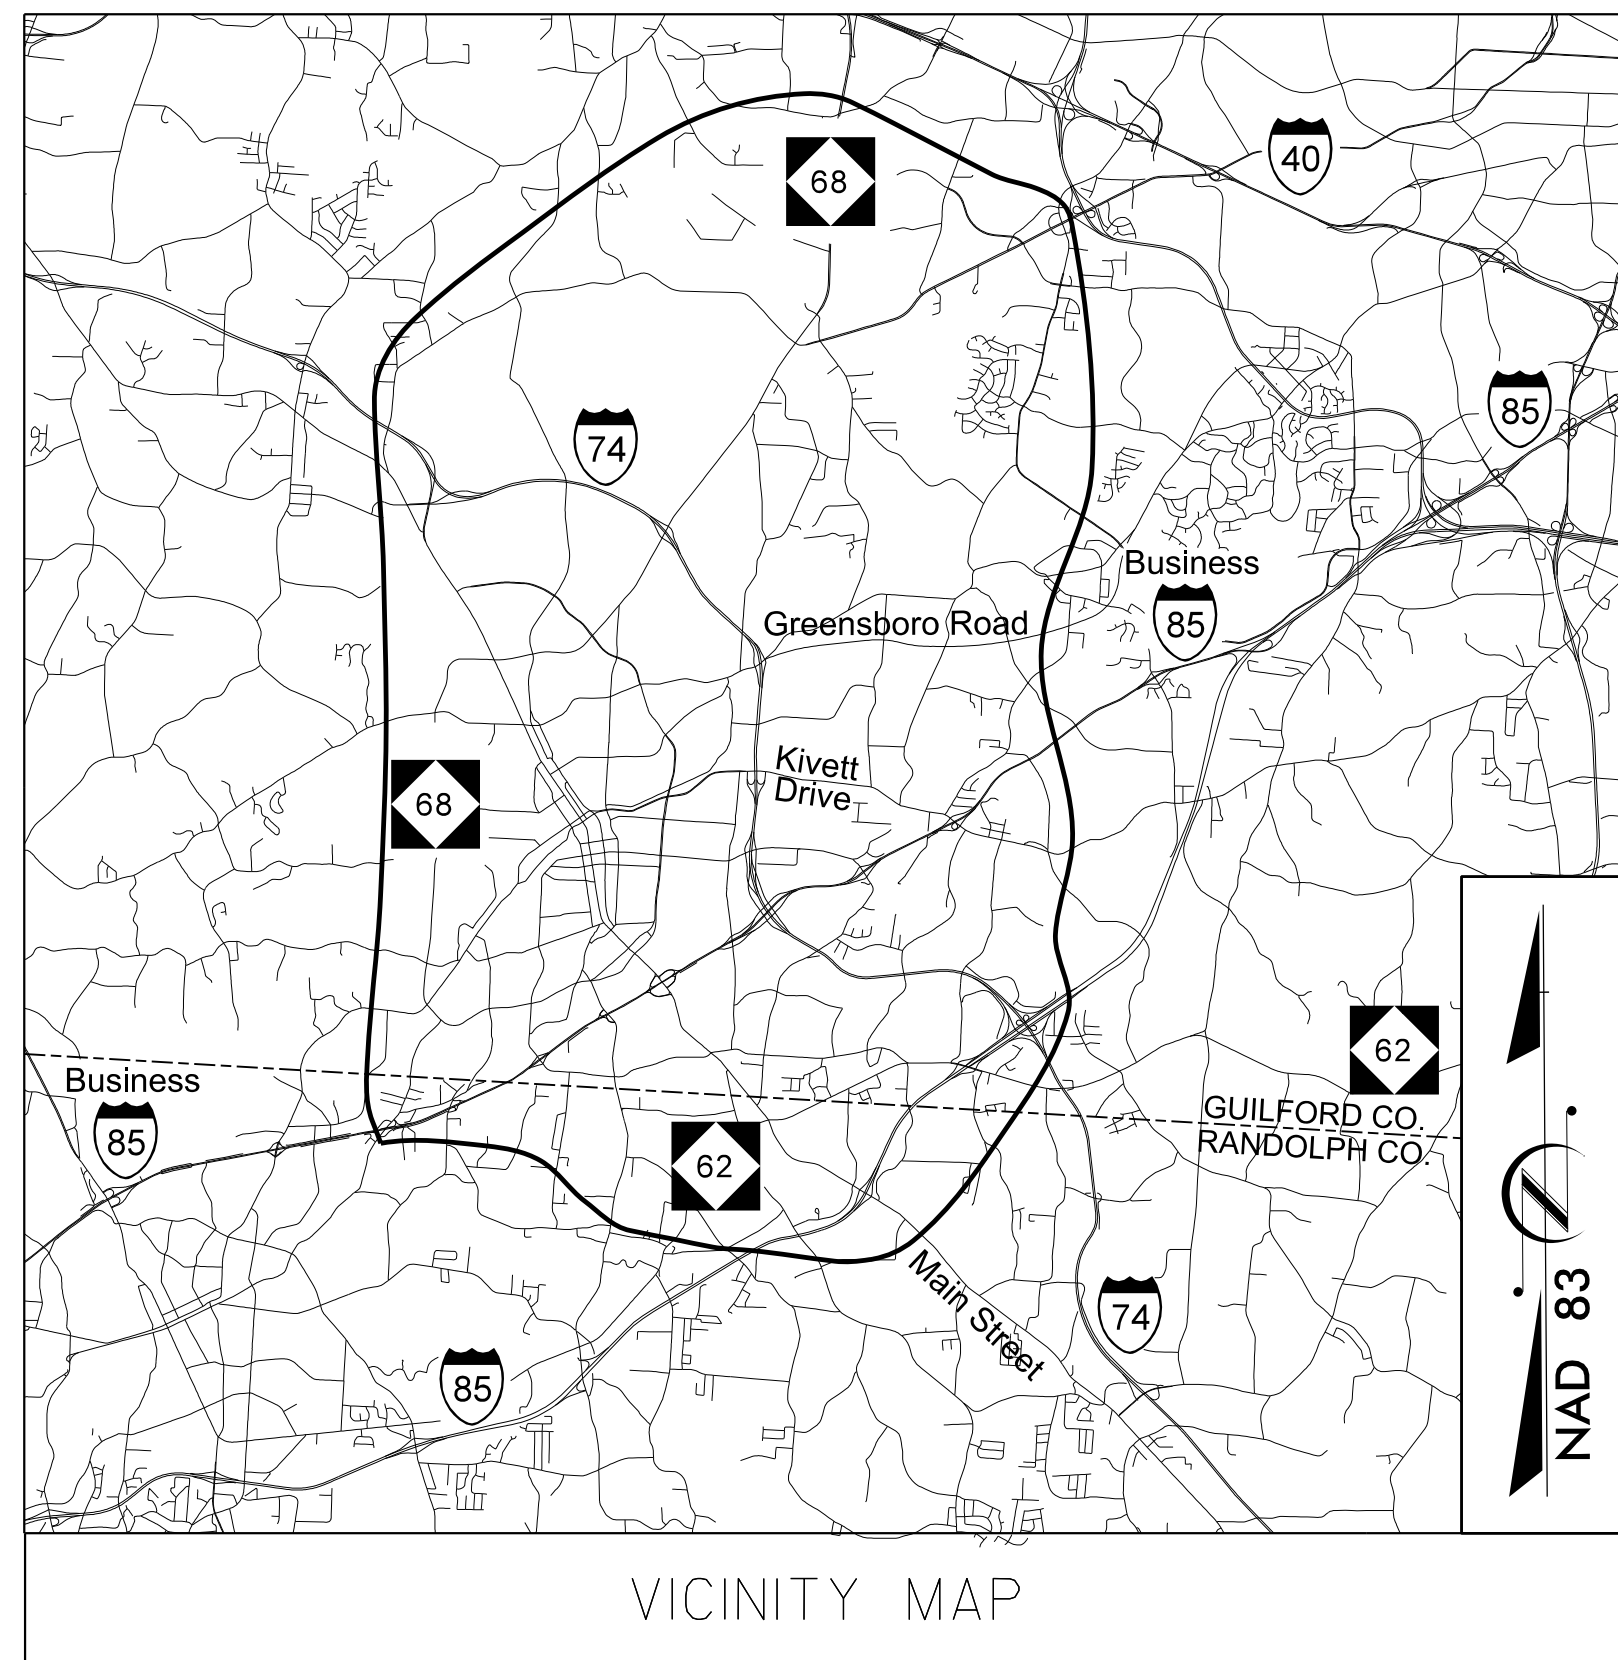 40
68
85
74
Business
85
Greensboro Road
Kivett
Drive
68
62
Business
85
GUILFORD CO.
RANDOLPH CO.
62
Main Street
74
85
NAD 83
VICINITY MAP